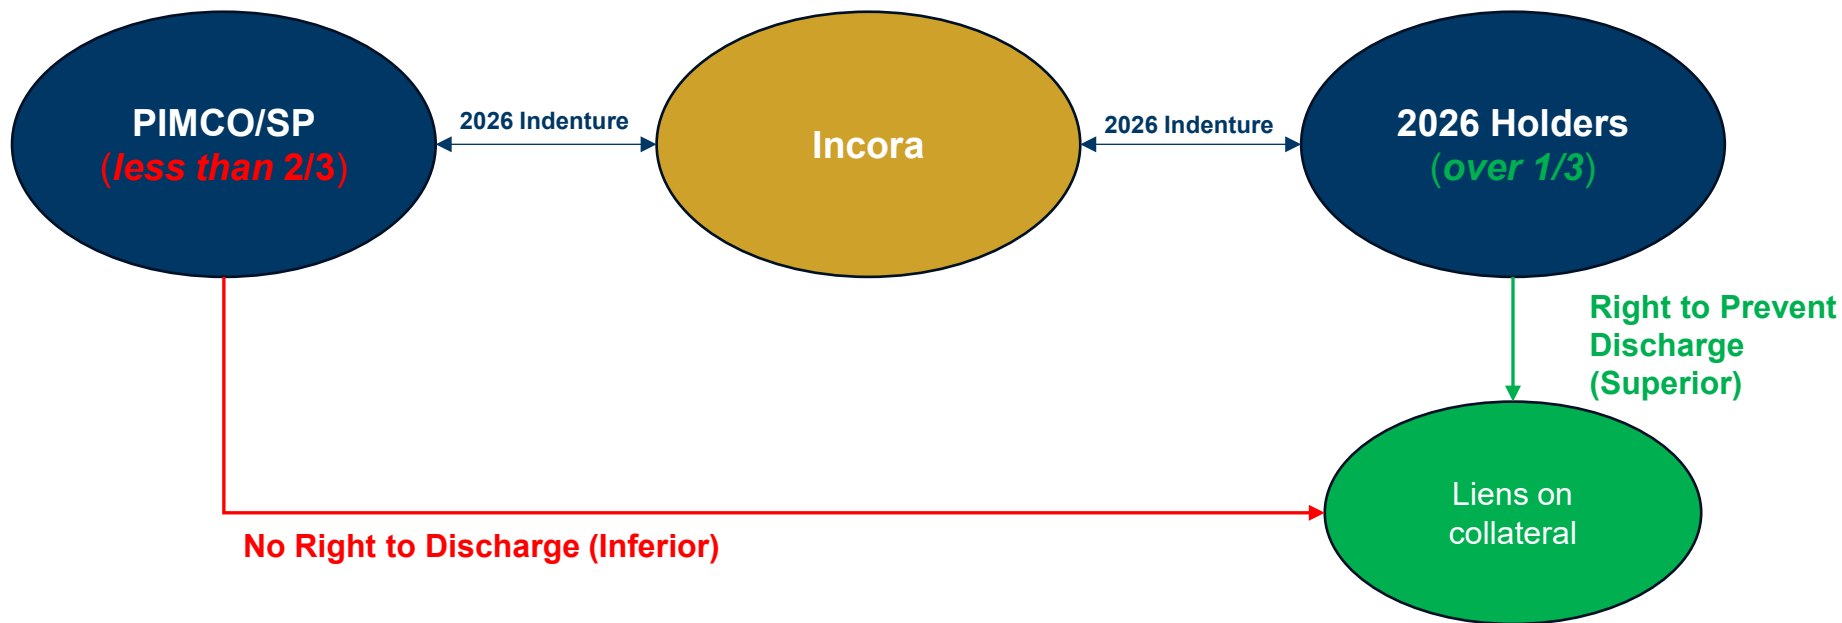 PIMCO/SP
(less than 2/3)
2026 Indenture
Incora
2026 Indenture
2026 Holders
(over 1/3)
Right to Prevent
Discharge
(Superior)
Liens on
collateral
No Right to Discharge (Inferior)